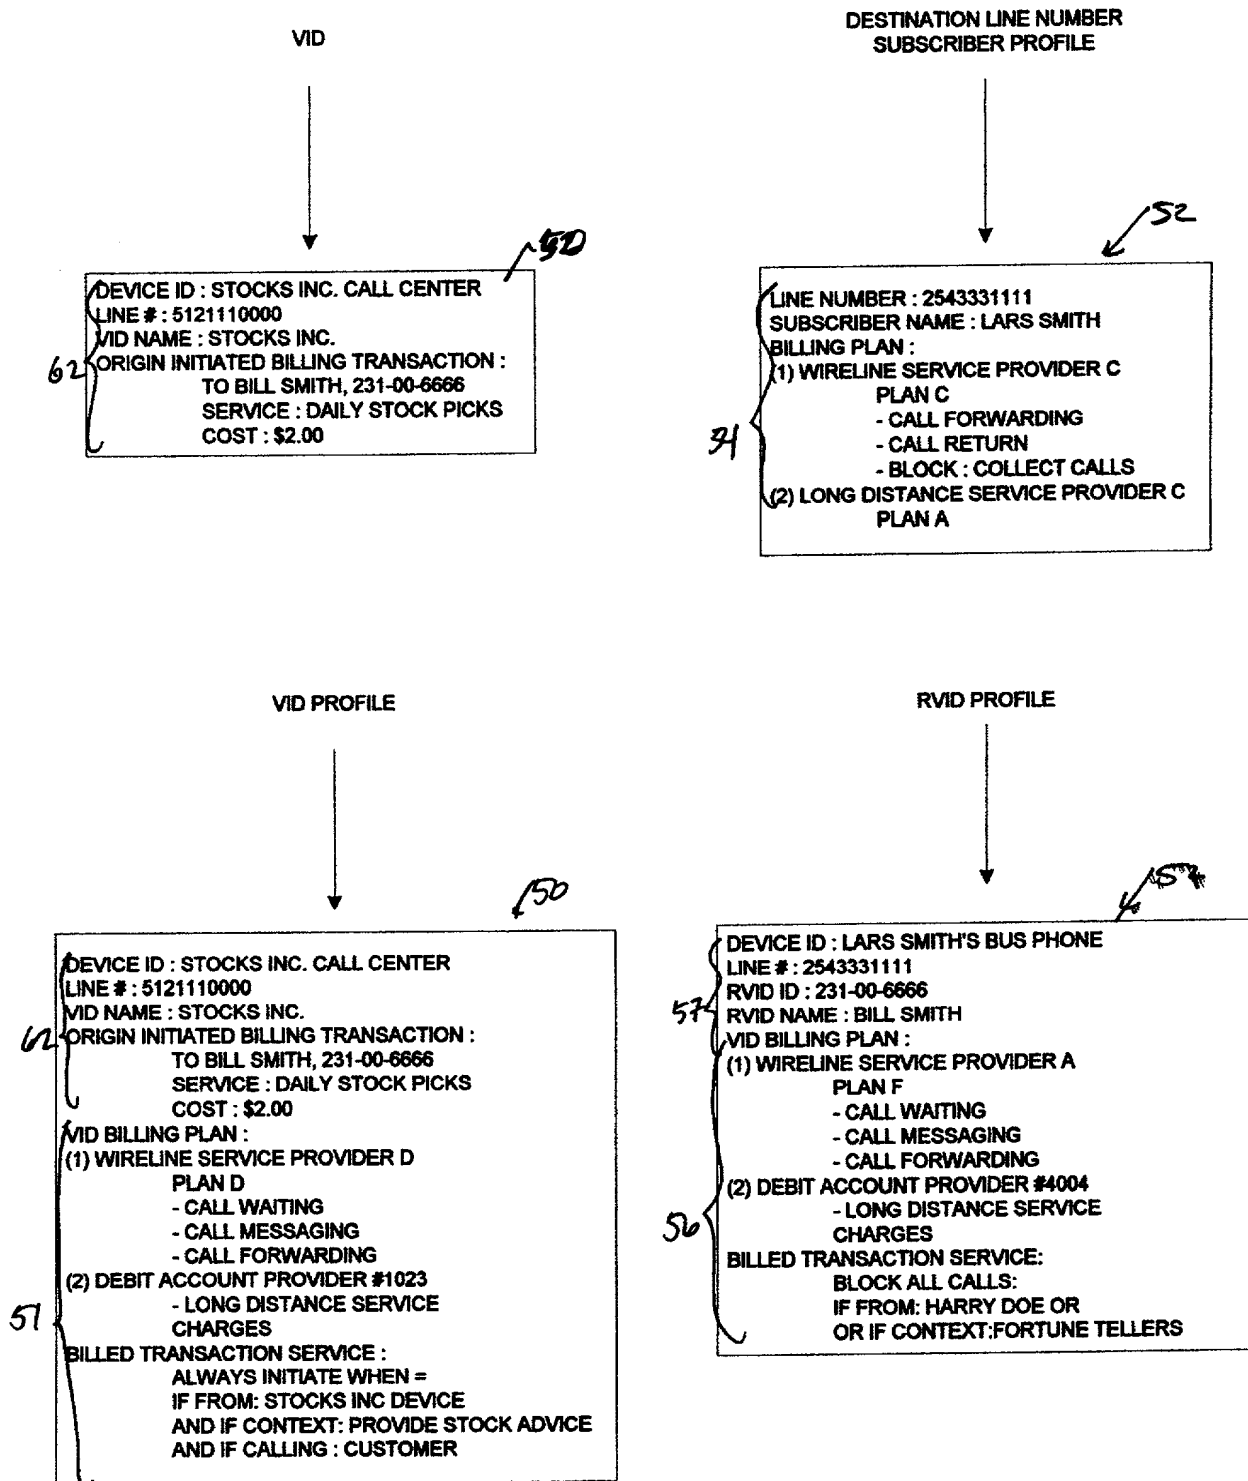 VID
DESTINATION LINE NUMBER
SUBSCRIBER PROFILE
DEVICE ID : STOCKS INC. CALL CENTER
LINE # : 5121110000
VID NAME : STOCKS INC.
ORIGIN INITIATED BILLING TRANSACTION :
TO BILL SMITH, 231-00-6666
SERVICE : DAILY STOCK PICKS
COST : $2.00
62
52
LINE NUMBER : 2543331111
SUBSCRIBER NAME : LARS SMITH
BILLING PLAN :
(1) WIRELINE SERVICE PROVIDER C
PLAN C
- CALL FORWARDING
- CALL RETURN
- BLOCK : COLLECT CALLS
(2) LONG DISTANCE SERVICE PROVIDER C
PLAN A
VID PROFILE
50
DEVICE ID : STOCKS INC. CALL CENTER
LINE # : 5121110000
VID NAME : STOCKS INC.
ORIGIN INITIATED BILLING TRANSACTION :
TO BILL SMITH, 231-00-6666
SERVICE : DAILY STOCK PICKS
COST : $2.00
VID BILLING PLAN :
(1) WIRELINE SERVICE PROVIDER D
PLAN D
- CALL WAITING
- CALL MESSAGING
- CALL FORWARDING
(2) DEBIT ACCOUNT PROVIDER #1023
- LONG DISTANCE SERVICE
CHARGES
BILLED TRANSACTION SERVICE :
ALWAYS INITIATE WHEN =
IF FROM: STOCKS INC DEVICE
AND IF CONTEXT: PROVIDE STOCK ADVICE
AND IF CALLING : CUSTOMER
62
51
RVID PROFILE
DEVICE ID : LARS SMITH'S BUS PHONE
LINE # : 2543331111
RVID ID : 231-00-6666
RVID NAME : BILL SMITH
VID BILLING PLAN :
(1) WIRELINE SERVICE PROVIDER A
PLAN F
- CALL WAITING
- CALL MESSAGING
- CALL FORWARDING
(2) DEBIT ACCOUNT PROVIDER #4004
- LONG DISTANCE SERVICE
CHARGES
BILLED TRANSACTION SERVICE:
BLOCK ALL CALLS:
IF FROM: HARRY DOE OR
OR IF CONTEXT:FORTUNE TELLERS
57
56